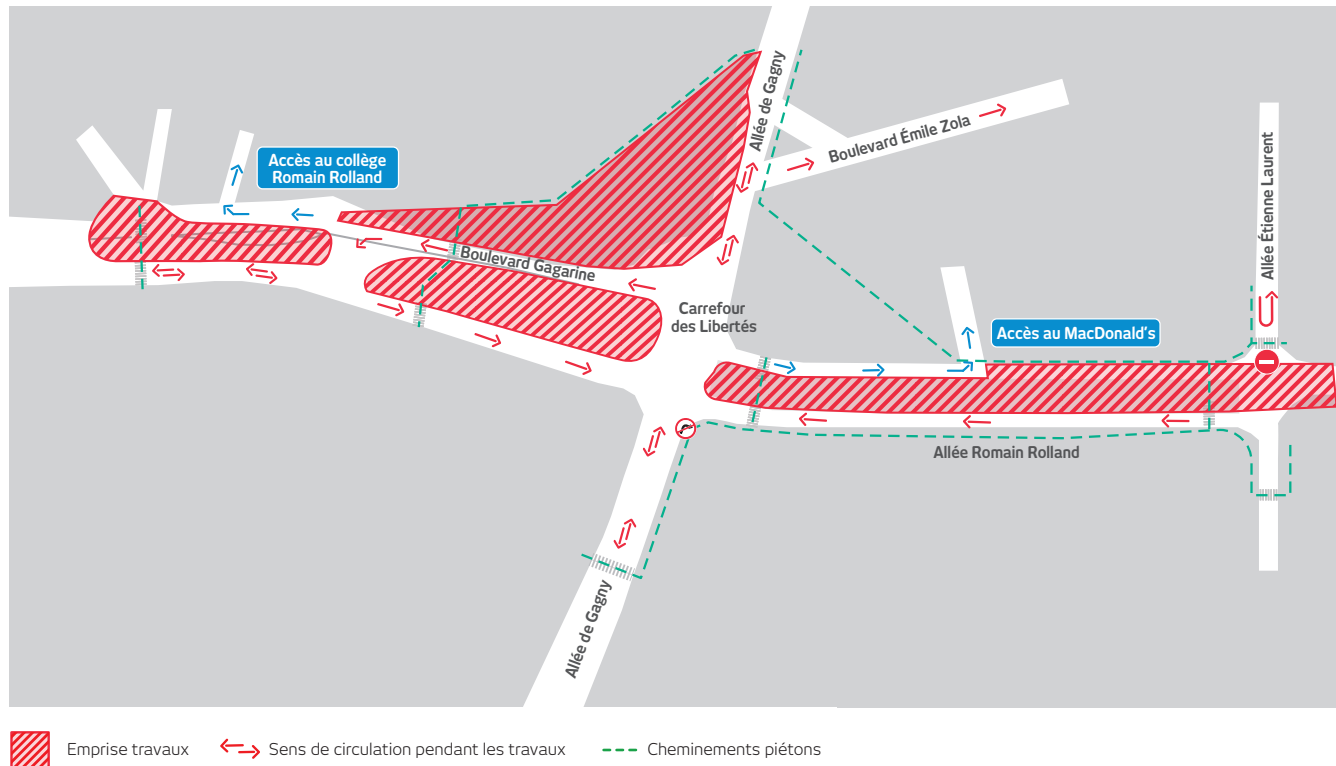 Allée de Gagny
Boulevard Émile Zola
Accès au collège
Romain Rolland
Allée Étienne Laurent
Boulevard Gagarine
Carrefour
des Libertés
Accès au MacDonald's
Allée Romain Rolland
Allée de Gagny
Emprise travaux
Sens de circulation pendant les travaux
Cheminements piétons